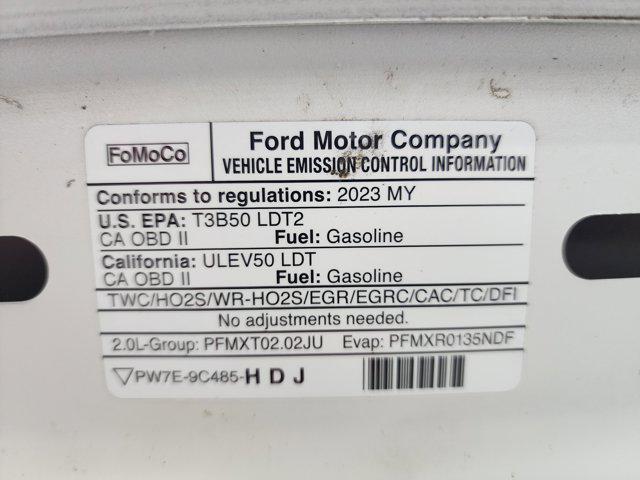 FoMoCo
Ford Motor Company
VEHICLE EMISSION CONTROL INFORMATION
Conforms to regulations: 2023 MY
U.S. EPA: T3B50 LDT2
CA OBD II Fuel: Gasoline
California: ULEV50 LDT
CA OBD II Fuel: Gasoline
TWC/HO2S/WR-HO2S/EGR/EGRC/CAC/TC/DFI
No adjustments needed.
2.0L-Group: PFMXT02.02JU Evap: PFMXR0135NDF
▽PW7E-9C485-H D J